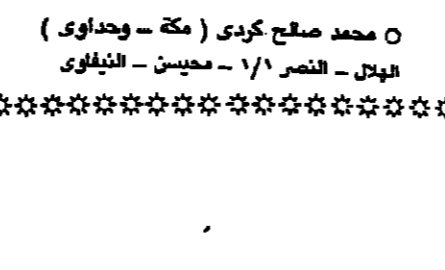 ○ محمد صالح كردى ( مكة – وحداوى )
الهلال – النصر ١/١ – محيسن – النيفاوى